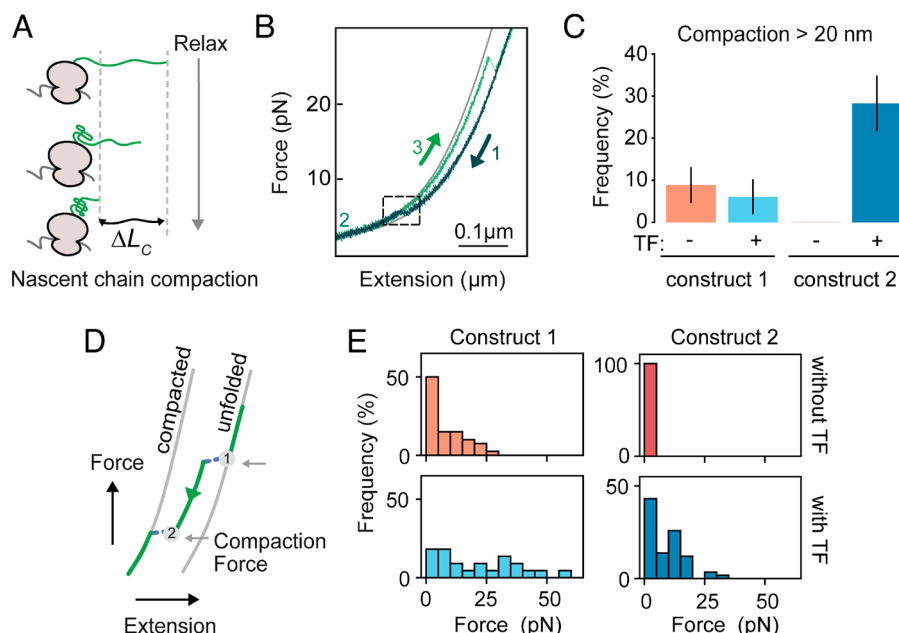 A
Relax
ΔL_C
Nascent chain compaction
B
Force (pN)
20
10
3
1
2
0.1μm
Extension (μm)
C
Compaction > 20 nm
Frequency (%)
40
30
20
10
0
TF: - + - +
construct 1 construct 2
D
compacted
unfolded
Force
1
2
Compaction
Force
Extension
E
Construct 1 Construct 2
Frequency (%)
50
0
100
0
without TF
50
0
50
0
with TF
0 25 50 0 25 50
Force (pN) Force (pN)